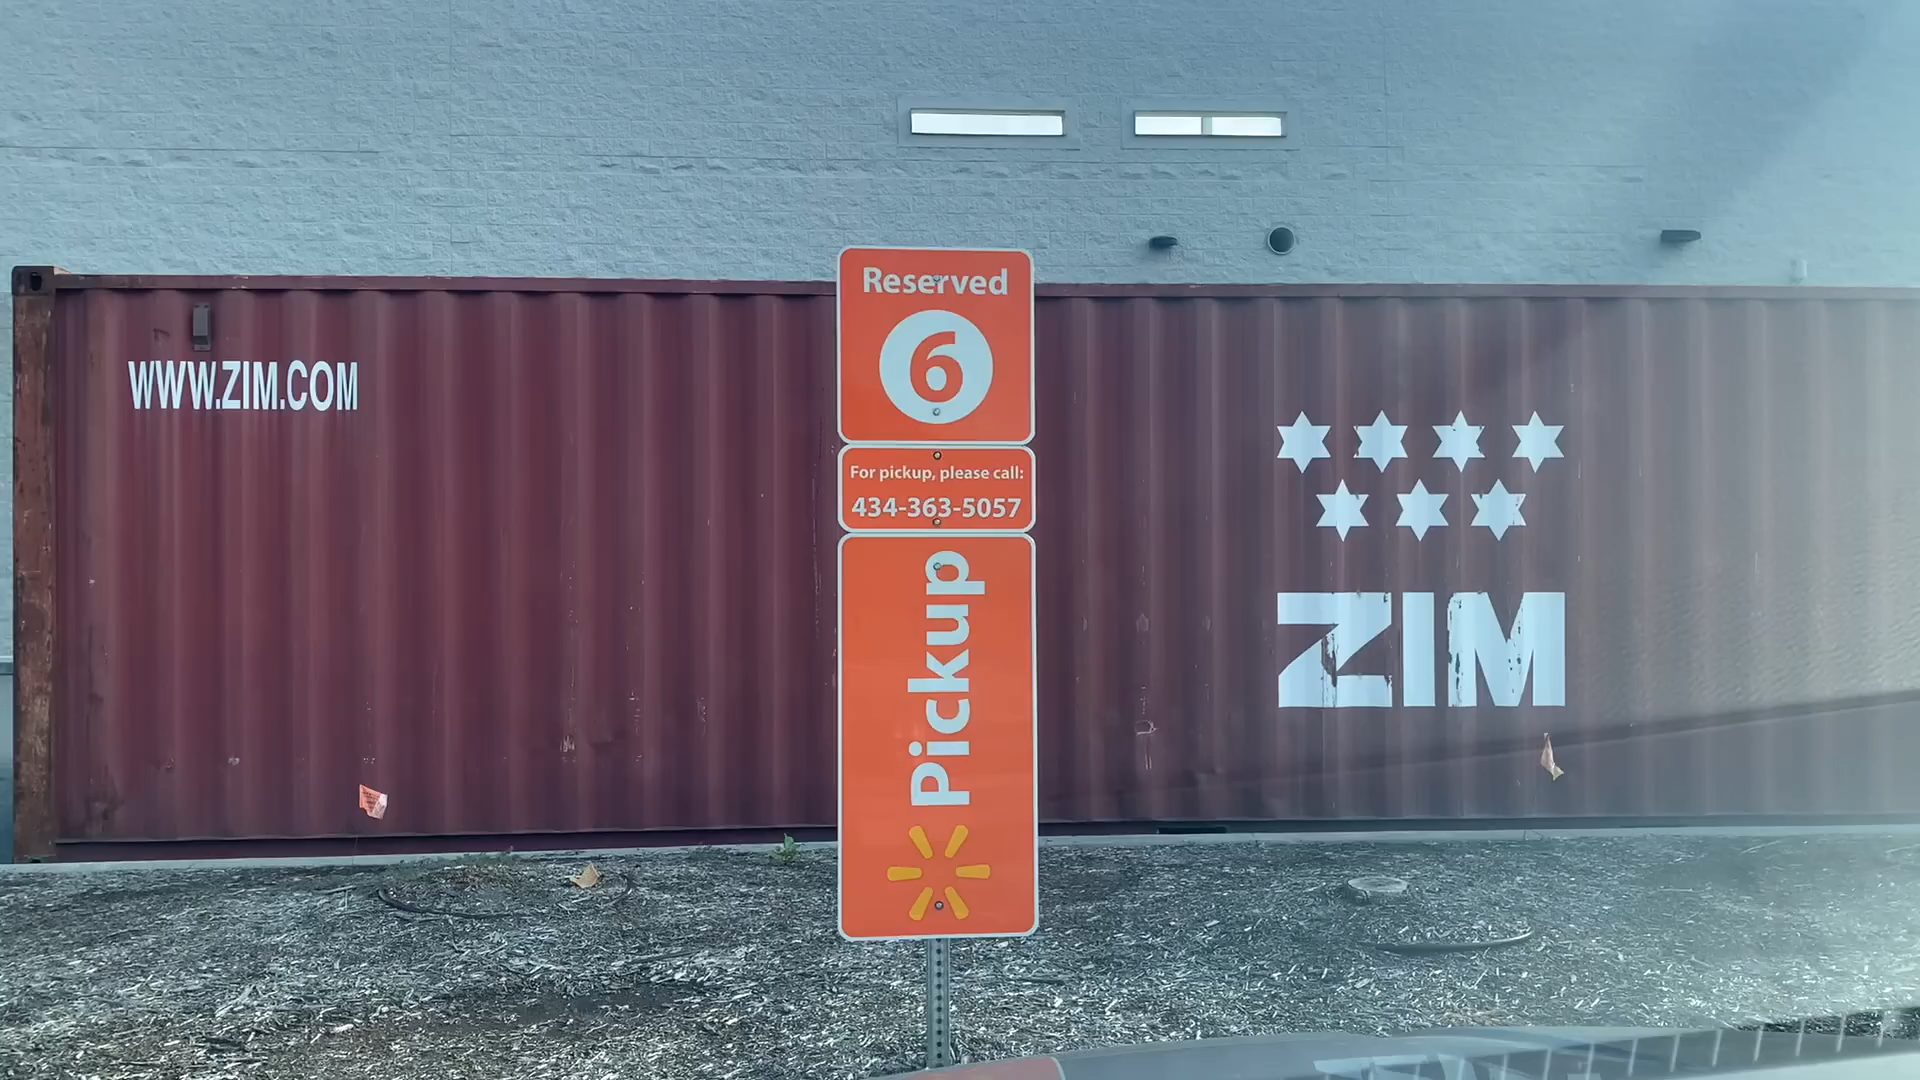 WWW.ZIM.COM
Reserved
6
For pickup, please call:
434-363-5057
Pickup
ZIM